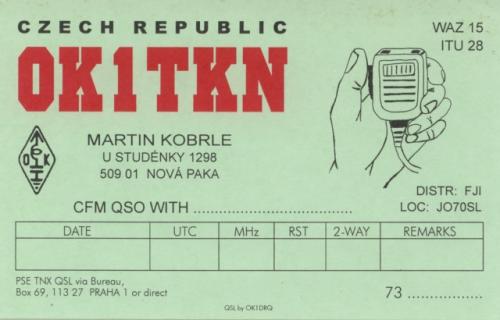 CZECH REPUBLIC
WAZ 15
ITU 28
OK1TKN
OK
MARTIN KOBRLE
U STUDÉNKY 1298
509 01 NOVÁ PAKA
DISTR: FJI
LOC: JO70SL
CFM QSO WITH ....................................
DATE UTC MHz RST 2-WAY REMARKS
PSE TNX QSL via Bureau,
Box 69, 113 27 PRAHA 1 or direct
73 ....................
QSL by OK1DRQ